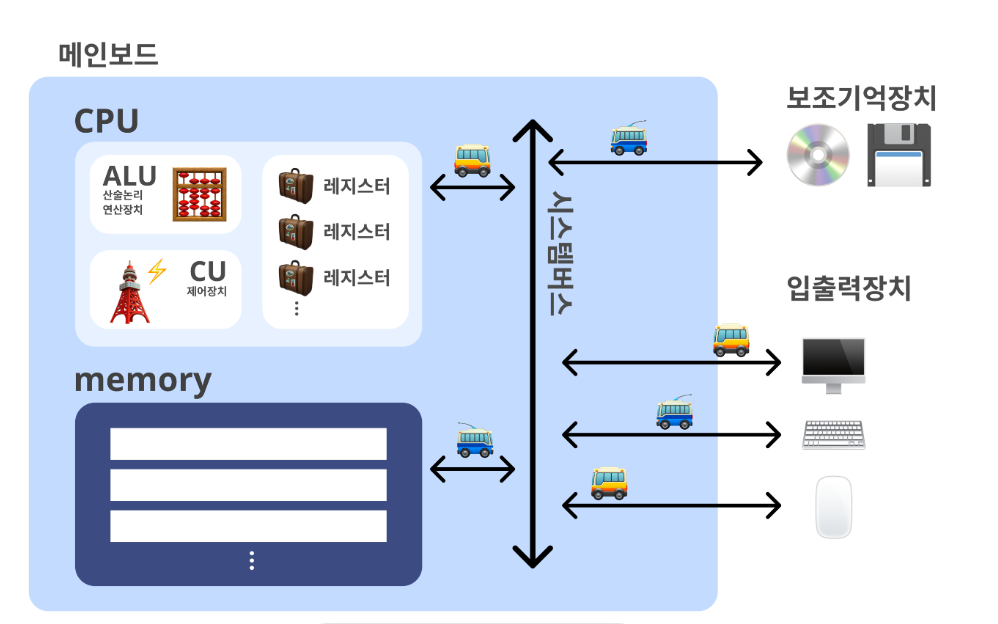 메인보드
CPU
ALU
산술논리
연산장치
CU
제어장치
레지스터
레지스터
레지스터
⋮
memory
⋮
시스템버스
보조기억장치
입출력장치